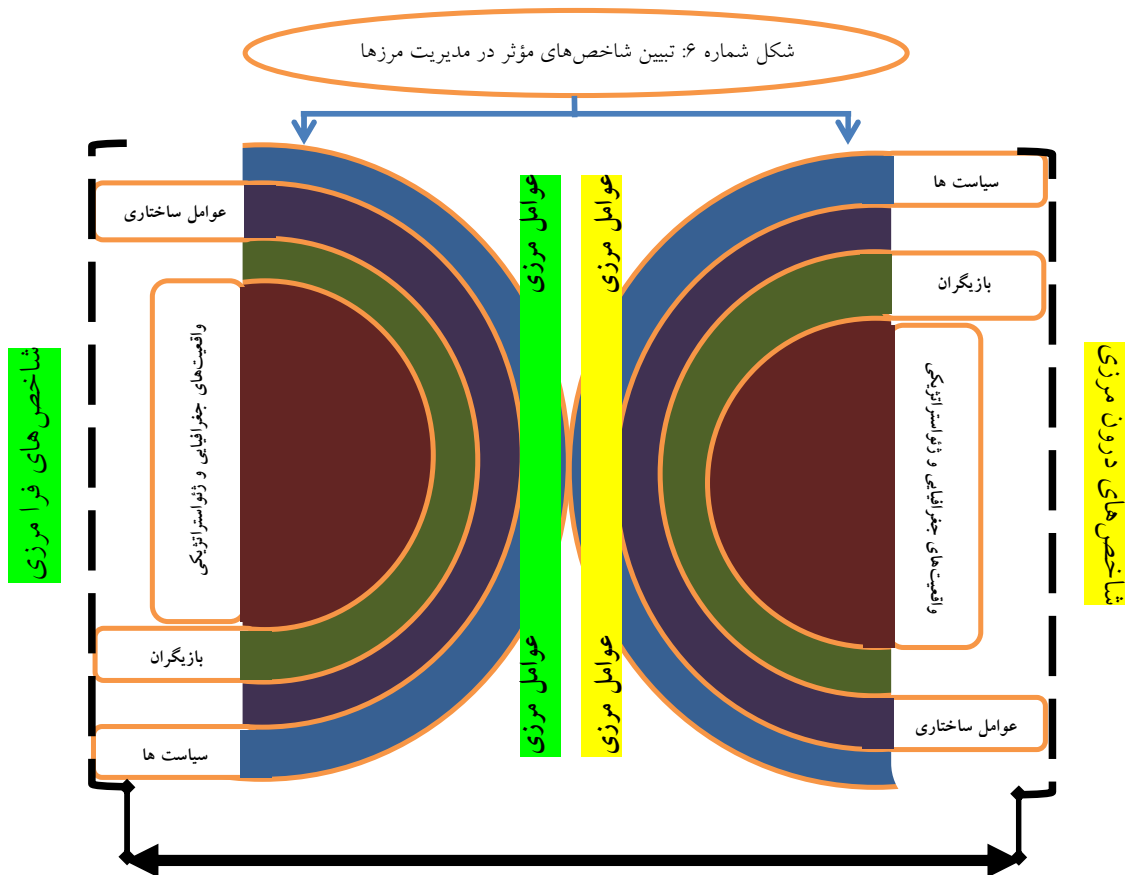 شکل شماره ۶: تبیین شاخص‌های مؤثر در مدیریت مرزها
شاخص‌های درون مرزی
سیاست ها
بازیگران
واقعیت‌های جغرافیایی و ژئواستراتژیکی
عوامل ساختاری
عوامل مرزی
عوامل مرزی
عوامل مرزی
عوامل مرزی
عوامل ساختاری
واقعیت‌های جغرافیایی و ژئواستراتژیکی
بازیگران
سیاست ها
شاخص‌های فرا مرزی